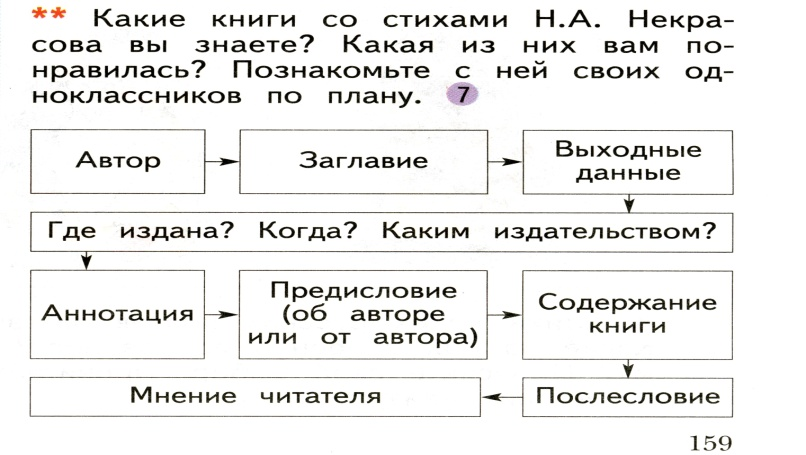 ** Какие книги со стихами Н.А. Некра-
сова вы знаете? Какая из них вам по-
нравилась? Познакомьте с ней своих од-
ноклассников по плану. 7
Автор
Заглавие
Выходные
данные
Где издана? Когда? Каким издательством?
Аннотация
Предисловие
(об авторе
или от автора)
Содержание
книги
Послесловие
Мнение читателя
159